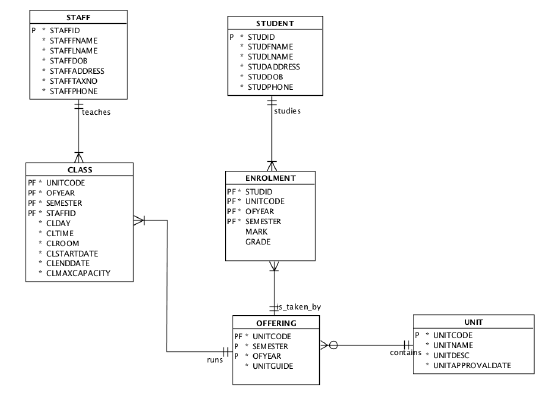 STAFF
P * STAFFID
* STAFFFNAME
* STAFFLNAME
* STAFFDOB
* STAFFADDRESS
* STAFFTAXNO
* STAFFPHONE
STUDENT
P * STUDID
* STUDFNAME
* STUDLNAME
* STUDADDRESS
* STUDDOB
* STUDPHONE
teaches
studies
CLASS
PF * UNITCODE
PF * OFYEAR
PF * SEMESTER
PF * STAFFID
* CLDAY
* CLTIME
* CLROOM
* CLSTARTDATE
* CLENDDATE
* CLMAXCAPACITY
ENROLMENT
PF * STUDID
PF * UNITCODE
PF * OFYEAR
PF * SEMESTER
MARK
GRADE
is_taken_by
runs
OFFERING
PF * UNITCODE
P * SEMESTER
P * OFYEAR
* UNITGUIDE
contains
UNIT
P * UNITCODE
* UNITNAME
* UNITDESC
* UNITAPPROVALDATE